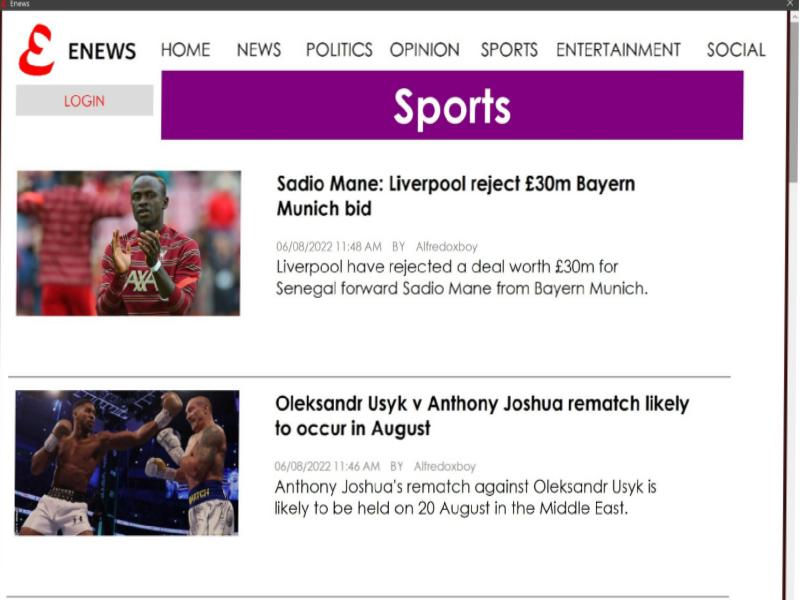 Enews
ENEWS
HOME NEWS POLITICS OPINION SPORTS ENTERTAINMENT SOCIAL
LOGIN
Sports
Sadio Mane: Liverpool reject £30m Bayern
Munich bid
06/08/2022 11:48 AM BY Alfredoxboy
Liverpool have rejected a deal worth £30m for
Senegal forward Sadio Mane from Bayern Munich.
AXA
Oleksandr Usyk v Anthony Joshua rematch likely
to occur in August
06/08/2022 11:46 AM BY Alfredoxboy
Anthony Joshua's rematch against Oleksandr Usyk is
likely to be held on 20 August in the Middle East.